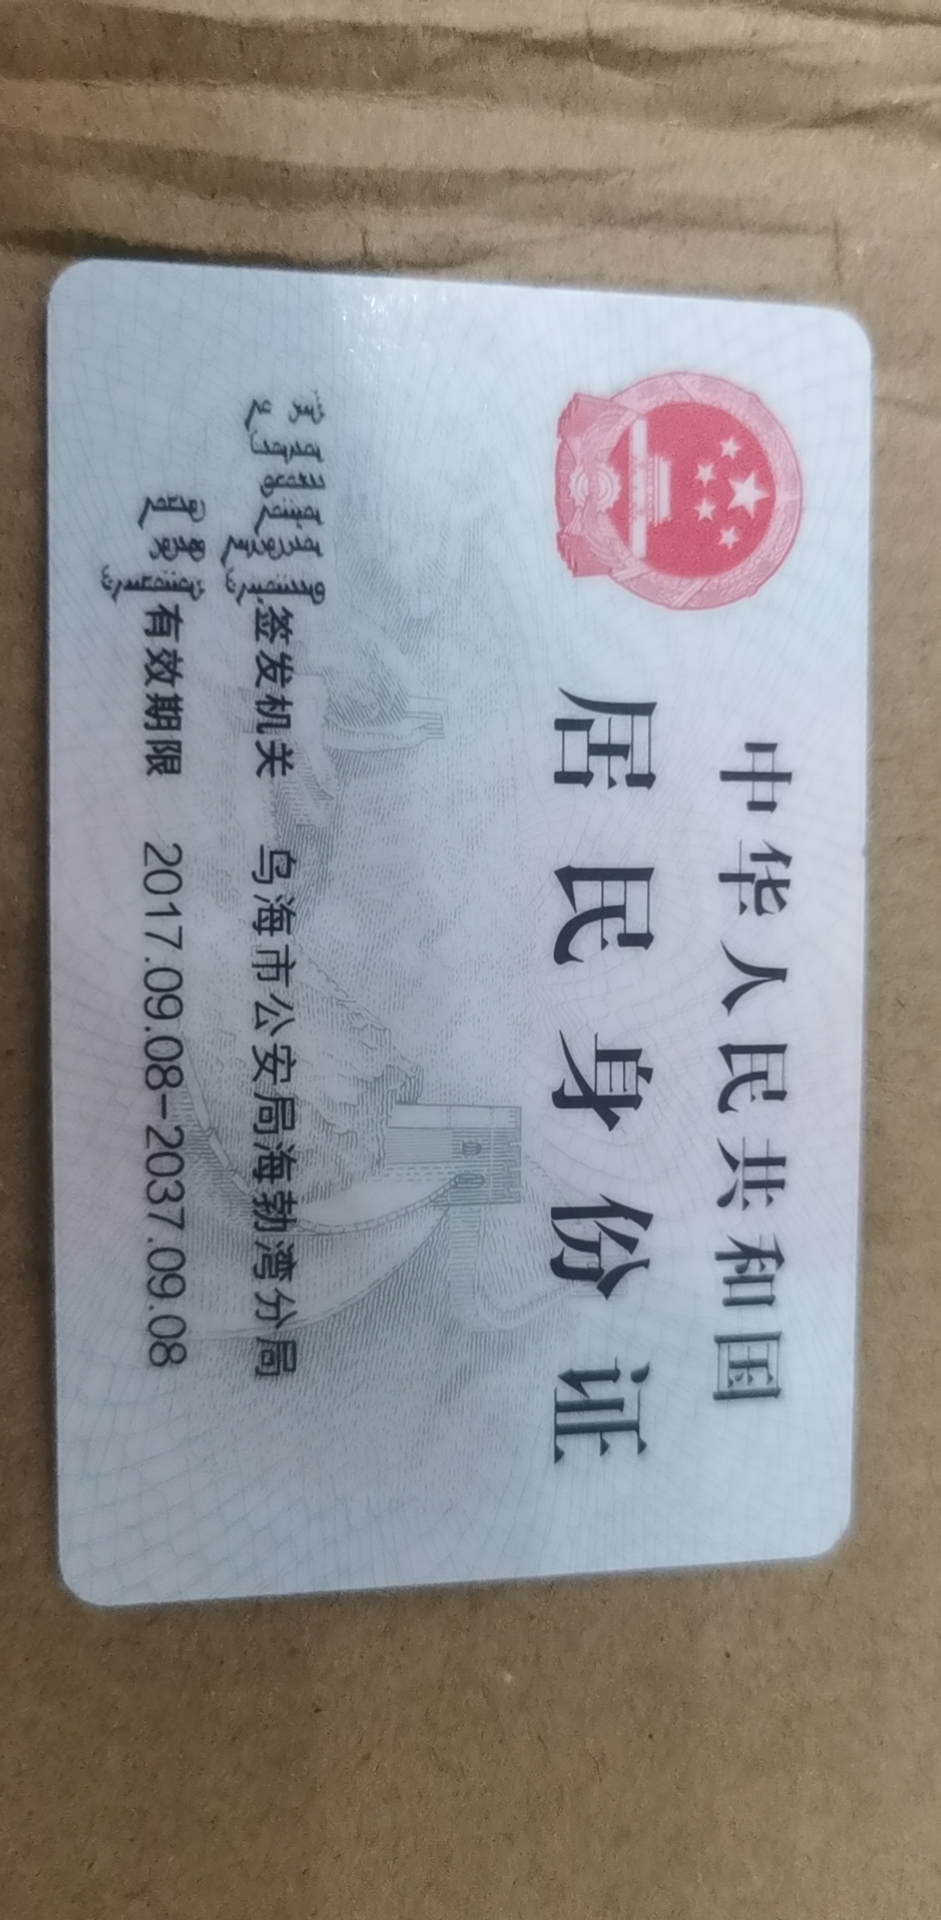 中华人民共和国
居民身份证
签发机关 乌海市公安局海勃湾分局
有效期限 2017.09.08-2037.09.08